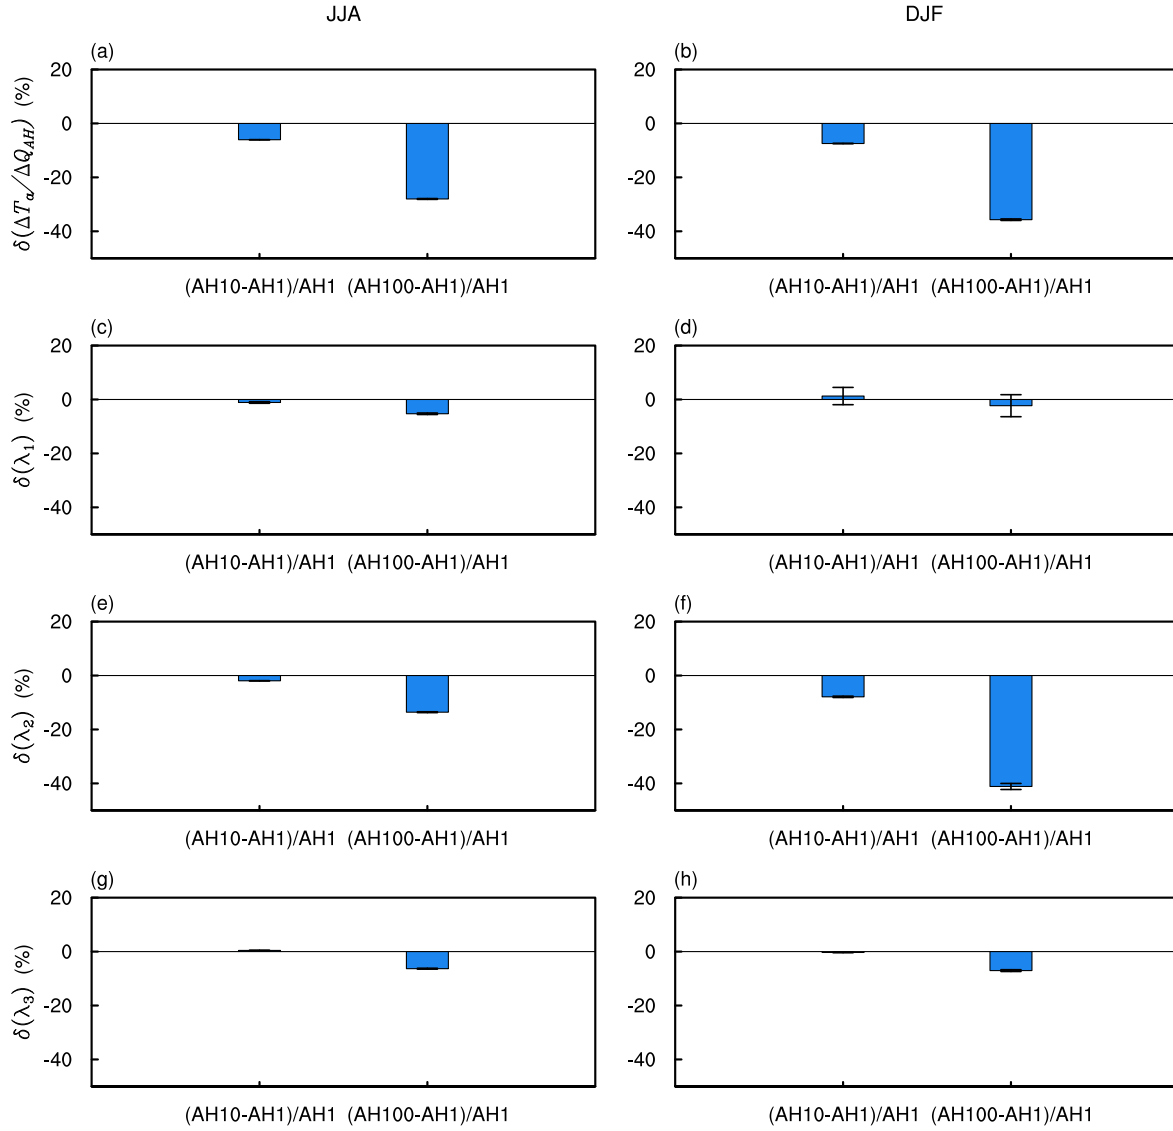 JJA
DJF
(a)
(b)
δ(ΔT_a/ΔQ_AH) (%)
20
0
-20
-40
20
0
-20
-40
(AH10-AH1)/AH1 (AH100-AH1)/AH1
(AH10-AH1)/AH1 (AH100-AH1)/AH1
(c)
(d)
δ(λ₁) (%)
20
0
-20
-40
20
0
-20
-40
(AH10-AH1)/AH1 (AH100-AH1)/AH1
(AH10-AH1)/AH1 (AH100-AH1)/AH1
(e)
(f)
δ(λ₂) (%)
20
0
-20
-40
20
0
-20
-40
(AH10-AH1)/AH1 (AH100-AH1)/AH1
(AH10-AH1)/AH1 (AH100-AH1)/AH1
(g)
(h)
δ(λ₃) (%)
20
0
-20
-40
20
0
-20
-40
(AH10-AH1)/AH1 (AH100-AH1)/AH1
(AH10-AH1)/AH1 (AH100-AH1)/AH1